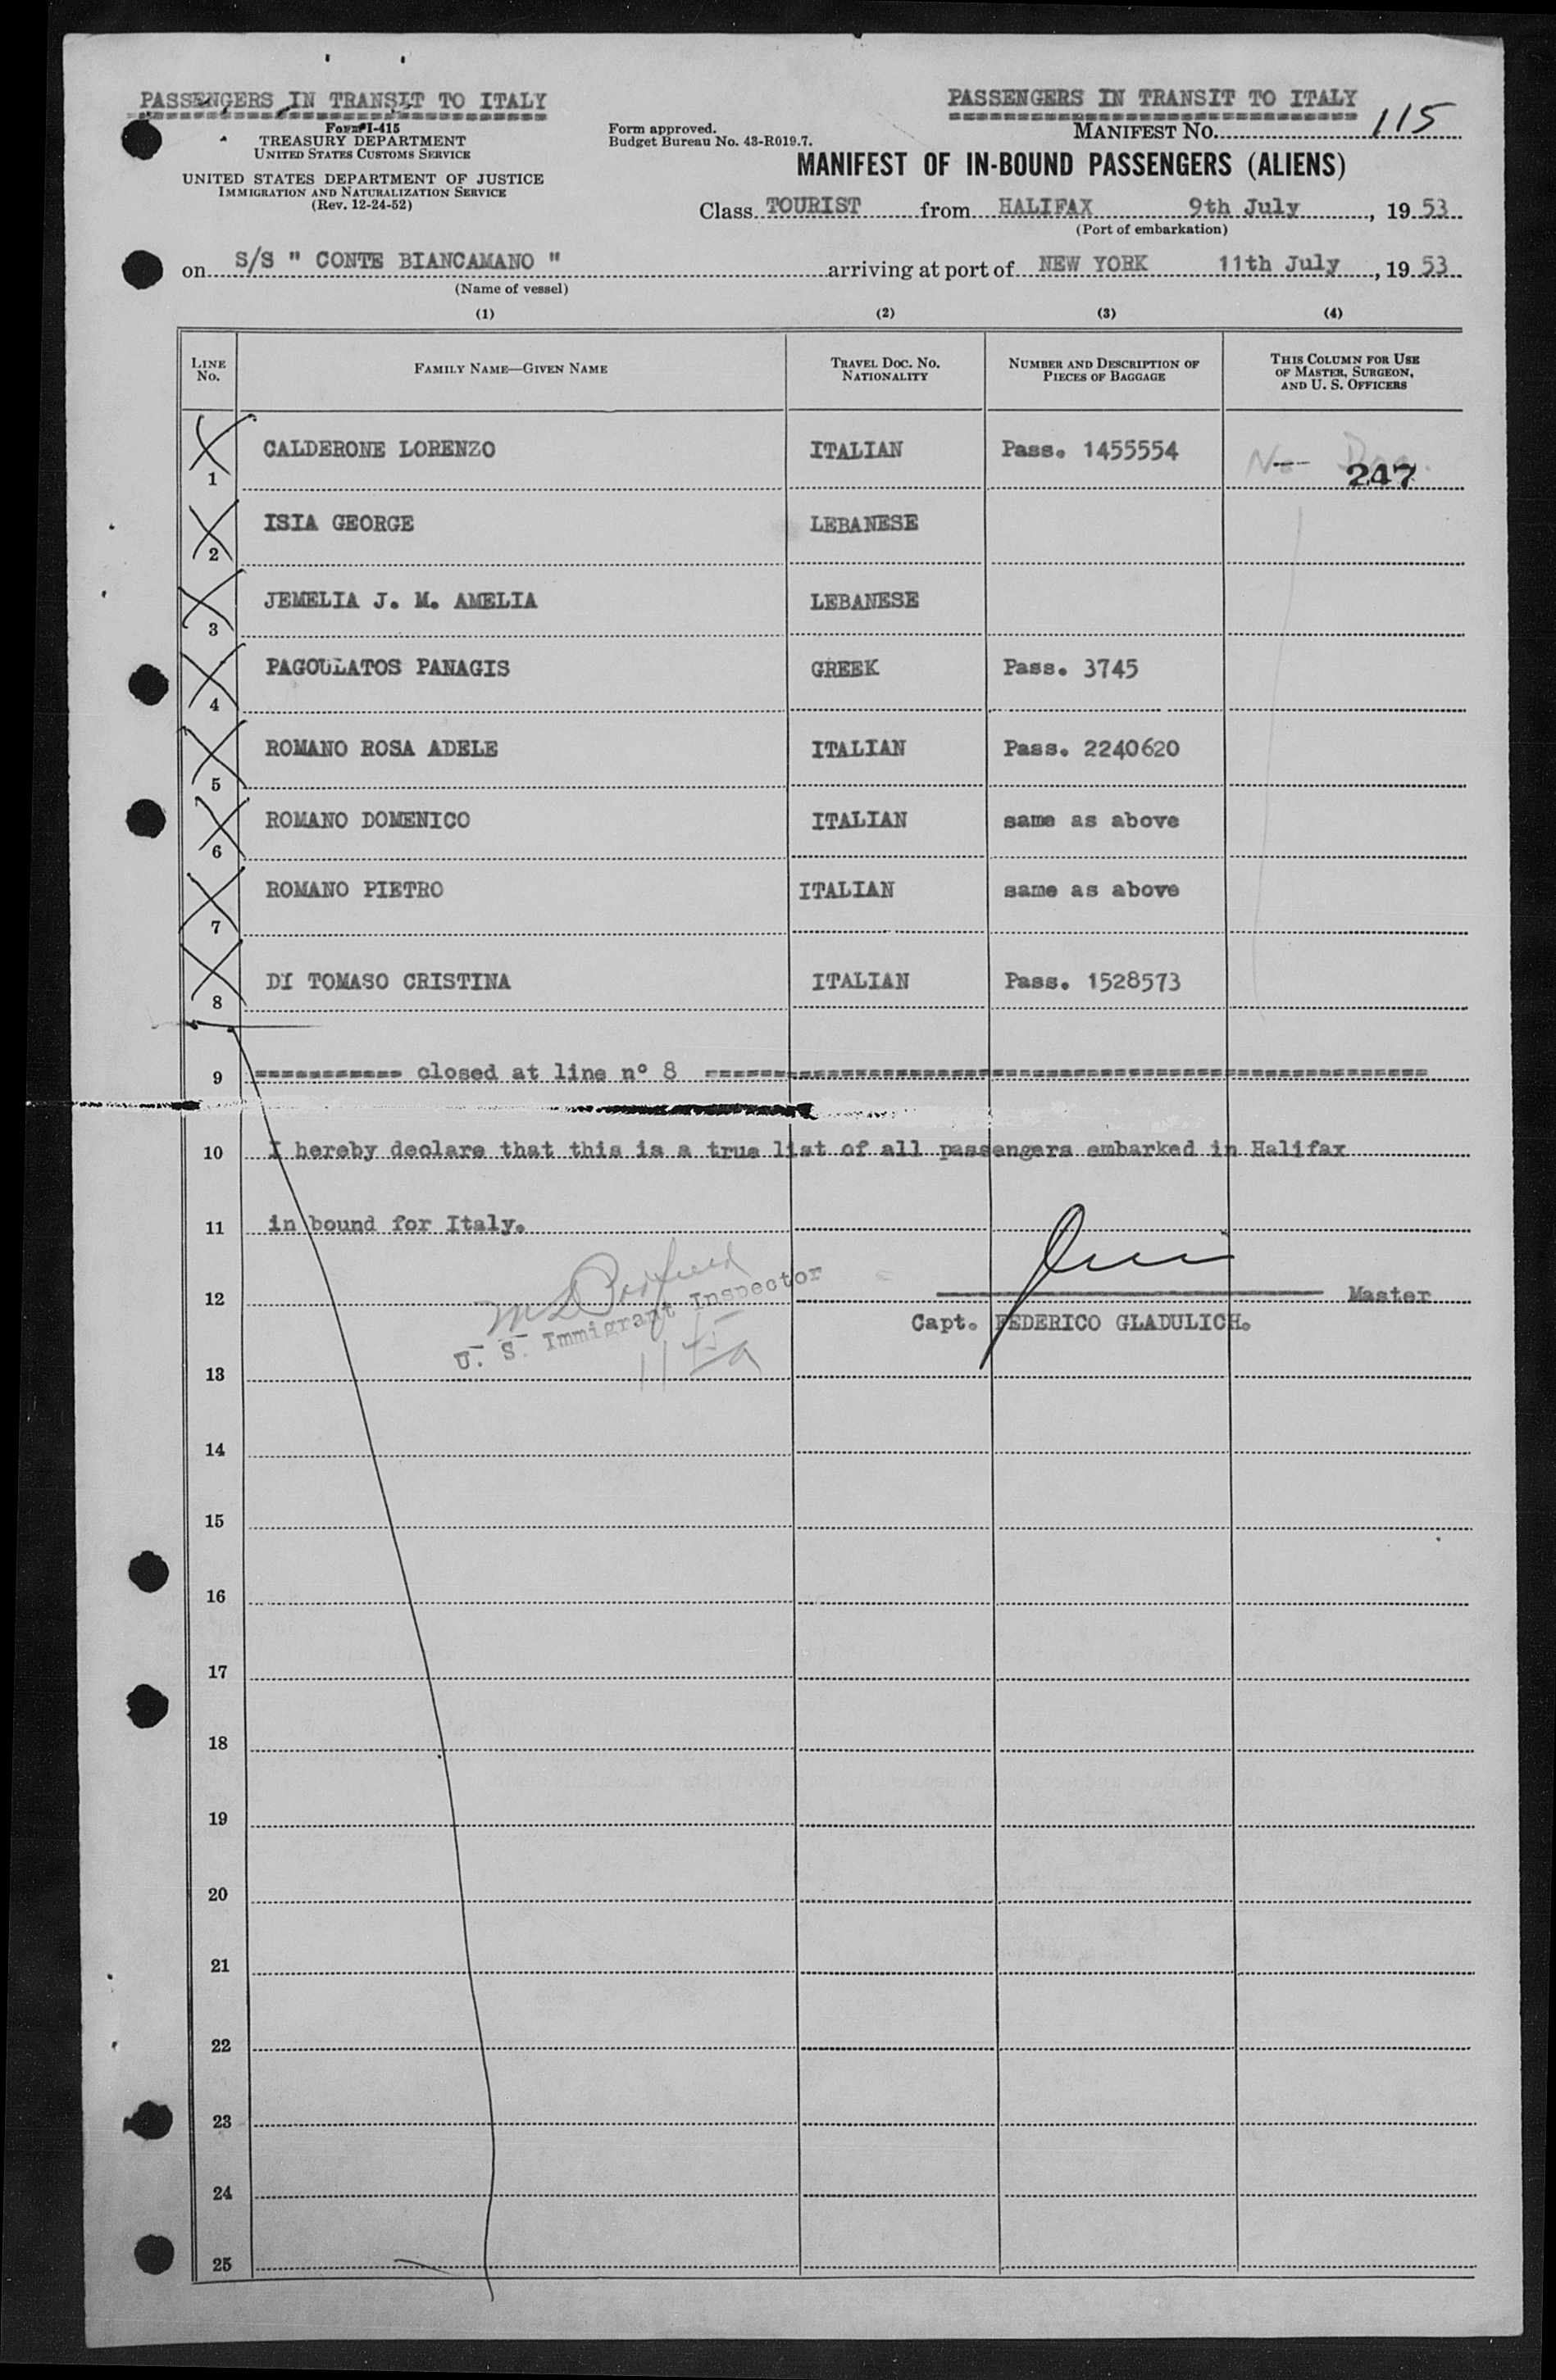 PASSENGERS IN TRANSIT TO ITALY
PASSENGERS IN TRANSIT TO ITALY
Form I-415
TREASURY DEPARTMENT
UNITED STATES CUSTOMS SERVICE
UNITED STATES DEPARTMENT OF JUSTICE
IMMIGRATION AND NATURALIZATION SERVICE
(Rev. 12-24-52)
Form approved.
Budget Bureau No. 43-R019.7.
MANIFEST No. 115
MANIFEST OF IN-BOUND PASSENGERS (ALIENS)
Class TOURIST from HALIFAX 9th July, 1953
(Port of embarkation)
on S/S " CONTE BIANCAMANO " arriving at port of NEW YORK 11th July, 1953
(Name of vessel)
(1) (2) (3) (4)
LINE No. FAMILY NAME—GIVEN NAME TRAVEL DOC. NO. NATIONALITY NUMBER AND DESCRIPTION OF PIECES OF BAGGAGE THIS COLUMN FOR USE OF MASTER, SURGEON, AND U. S. OFFICERS
1 CALDERONE LORENZO ITALIAN Pass. 1455554 247
2 ISIA GEORGE LEBANESE
3 JEMELIA J. M. AMELIA LEBANESE
4 PAGOULATOS PANAGIS GREEK Pass. 3745
5 ROMANO ROSA ADELE ITALIAN Pass. 2240620
6 ROMANO DOMENICO ITALIAN same as above
7 ROMANO PIETRO ITALIAN same as above
8 DI TOMASO CRISTINA ITALIAN Pass. 1528573
9 =========== closed at line n° 8 ===========
10 I hereby declare that this is a true list of all passengers embarked in Halifax
11 in bound for Italy.
12 Master
U. S. Immigrant Inspector
Capt. FEDERICO GLADULICH.
13
14
15
16
17
18
19
20
21
22
23
24
25